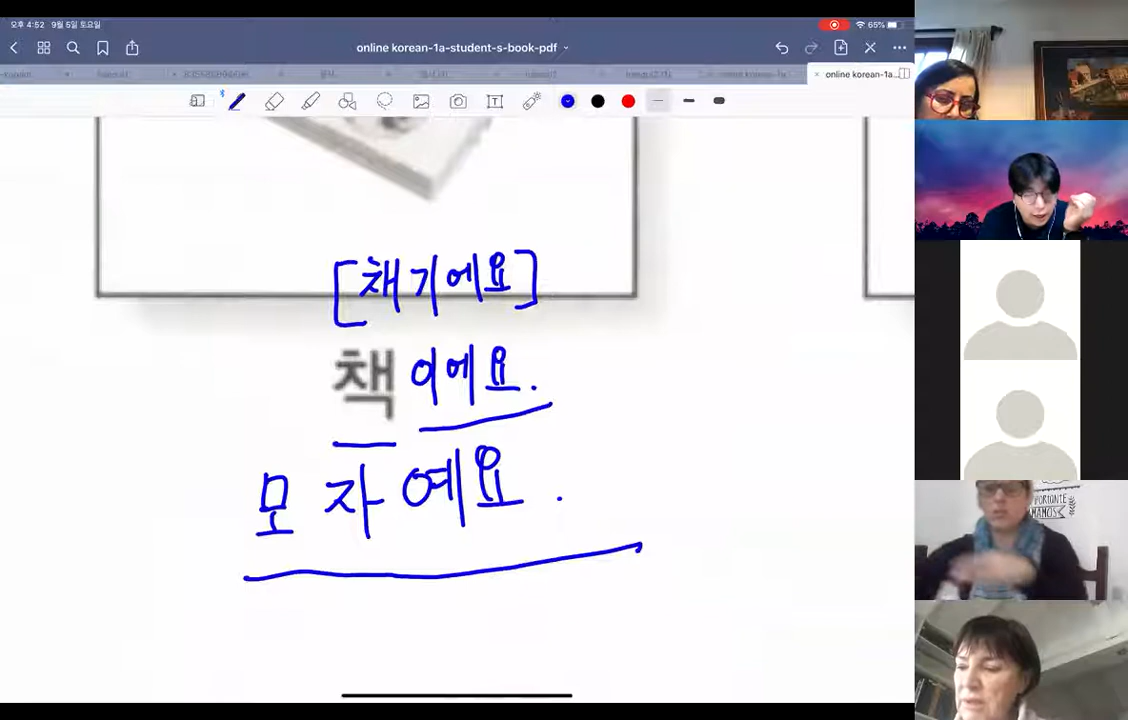 오후 4:52 9월 5일 토요일
65%
online korean-1a-student-s-book-pdf
online korean-1a...
[채기에요]
책이에요.
모자예요.